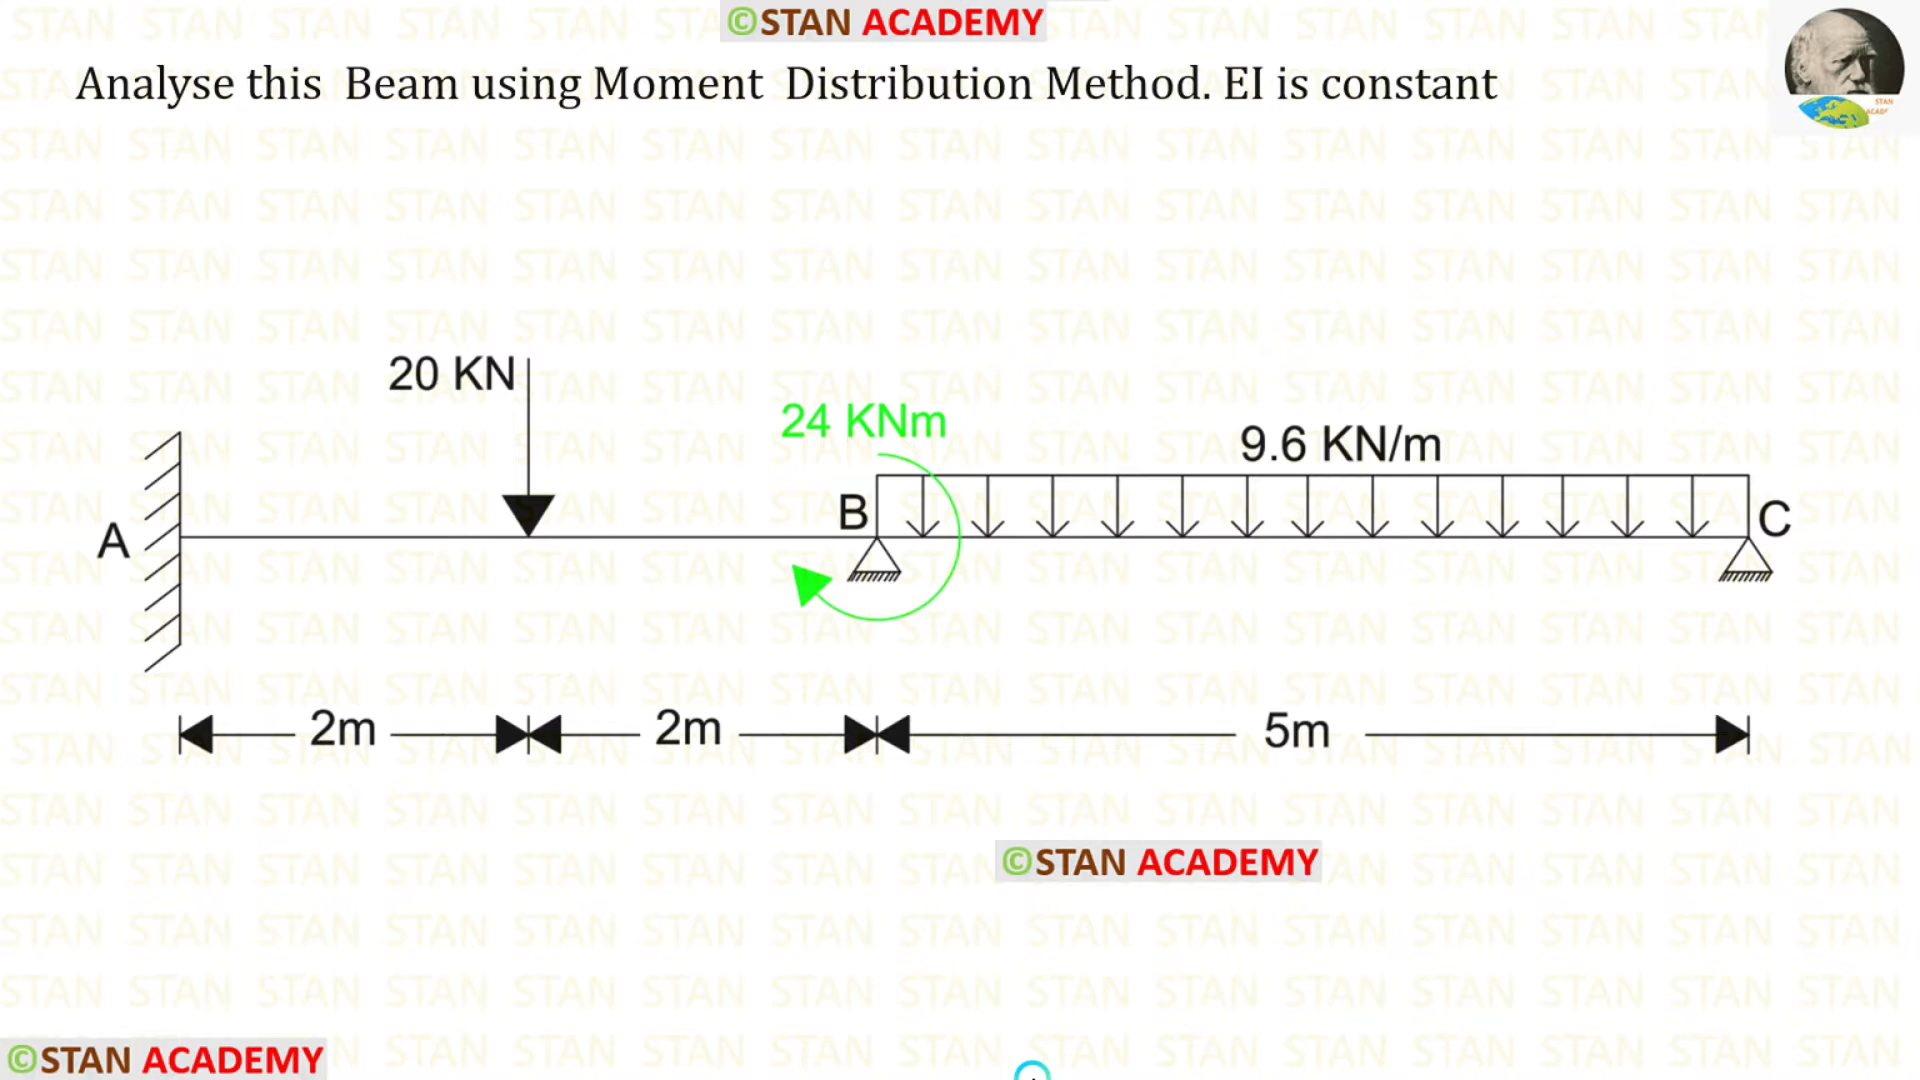 ©STAN ACADEMY
Analyse this Beam using Moment Distribution Method. EI is constant
20 KN
24 KNm
9.6 KN/m
A
B
C
2m
2m
5m
©STAN ACADEMY
©STAN ACADEMY